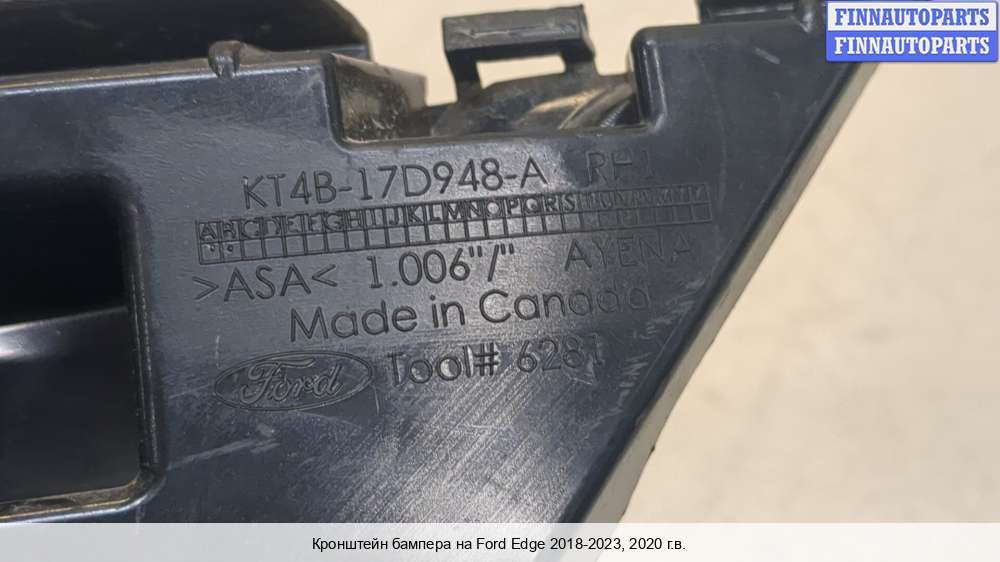 FINNAUTOPARTS
FINNAUTOPARTS
KT4B-17D948-A RH1
>ASA< 1.006"/" AYENA
Made in Canada
Ford Tool# 6281
Кронштейн бампера на Ford Edge 2018-2023, 2020 г.в.